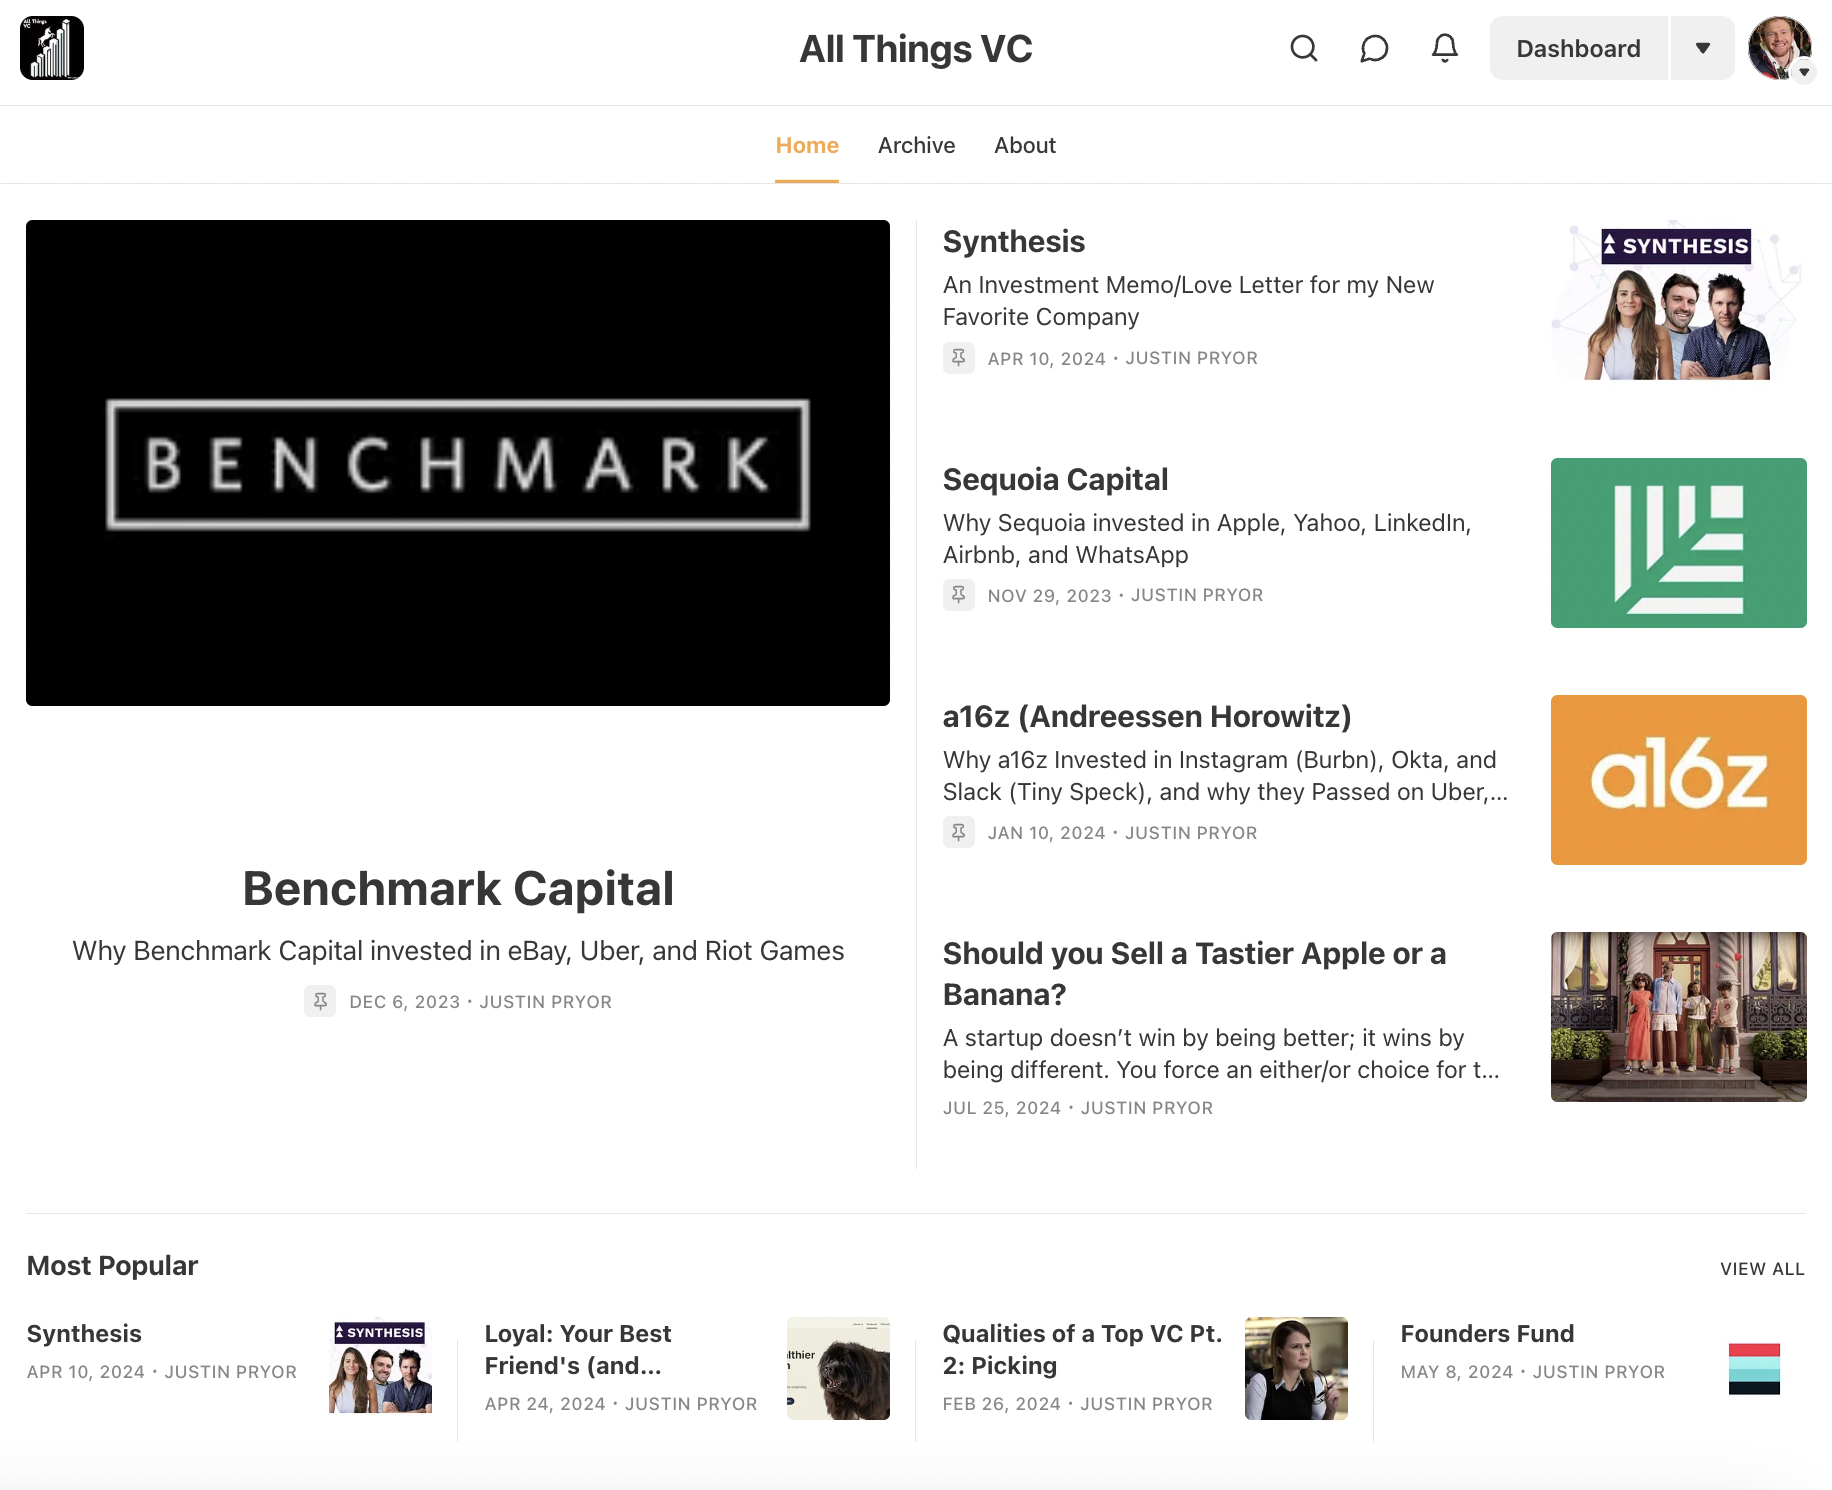 All Things VC
All Things VC
Dashboard
Home Archive About
BENCHMARK
Benchmark Capital
Why Benchmark Capital invested in eBay, Uber, and Riot Games
DEC 6, 2023 • JUSTIN PRYOR
Synthesis
An Investment Memo/Love Letter for my New
Favorite Company
APR 10, 2024 • JUSTIN PRYOR
SYNTHESIS
Sequoia Capital
Why Sequoia invested in Apple, Yahoo, LinkedIn,
Airbnb, and WhatsApp
NOV 29, 2023 • JUSTIN PRYOR
a16z (Andreessen Horowitz)
Why a16z Invested in Instagram (Burbn), Okta, and
Slack (Tiny Speck), and why they Passed on Uber,...
JAN 10, 2024 • JUSTIN PRYOR
a16z
Should you Sell a Tastier Apple or a
Banana?
A startup doesn’t win by being better; it wins by
being different. You force an either/or choice for t...
JUL 25, 2024 • JUSTIN PRYOR
Most Popular
VIEW ALL
Synthesis
APR 10, 2024 • JUSTIN PRYOR
SYNTHESIS
Loyal: Your Best
Friend's (and...
APR 24, 2024 • JUSTIN PRYOR
lthier
Qualities of a Top VC Pt.
2: Picking
FEB 26, 2024 • JUSTIN PRYOR
Founders Fund
MAY 8, 2024 • JUSTIN PRYOR